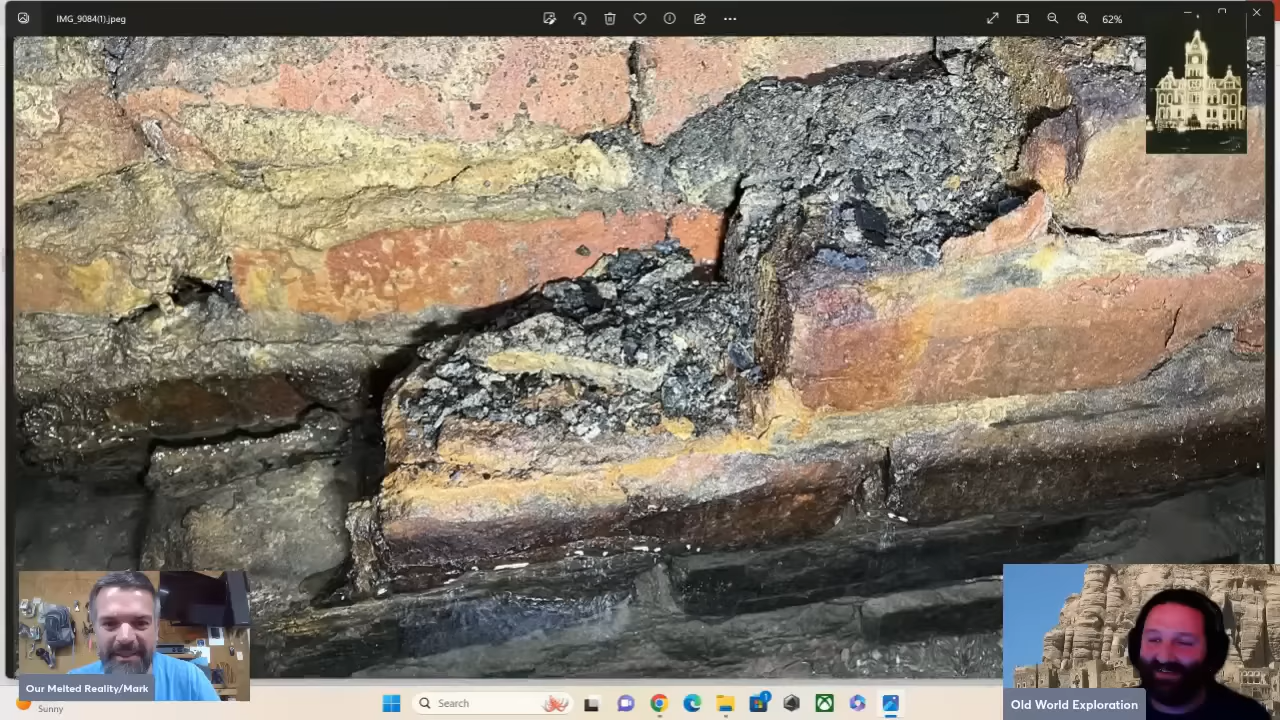 IMG_9084(1).jpeg
62%
Our Melted Reality/Mark
Old World Exploration
Sunny
Search